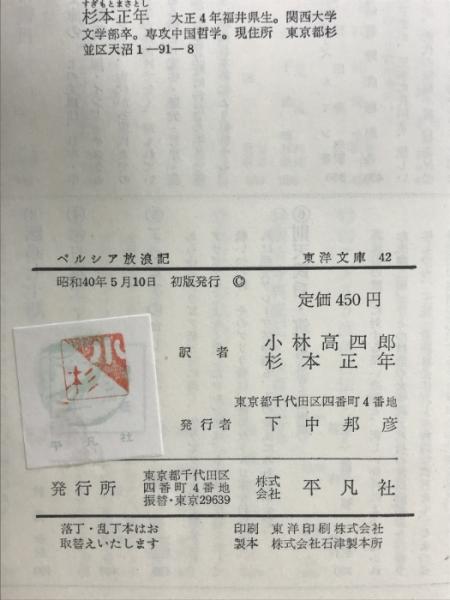 すぎもとまさとし
杉本正年 大正4年福井県生。関西大学
文学部卒。専攻中国哲学。現住所 東京都杉
並区天沼1—91—8
ペルシア放浪記 東洋文庫 42
昭和40年5月10日 初版発行 ©
定価450円
訳者 小林高四郎
杉本正年
東京都千代田区四番町4番地
発行者 下中邦彦
小
杉
平凡社
発行所 東京都千代田区
四番町4番地
振替・東京29639
株式
会社 平凡社
落丁・乱丁本はお
取替えいたします
印刷 東洋印刷株式会社
製本 株式会社石津製本所